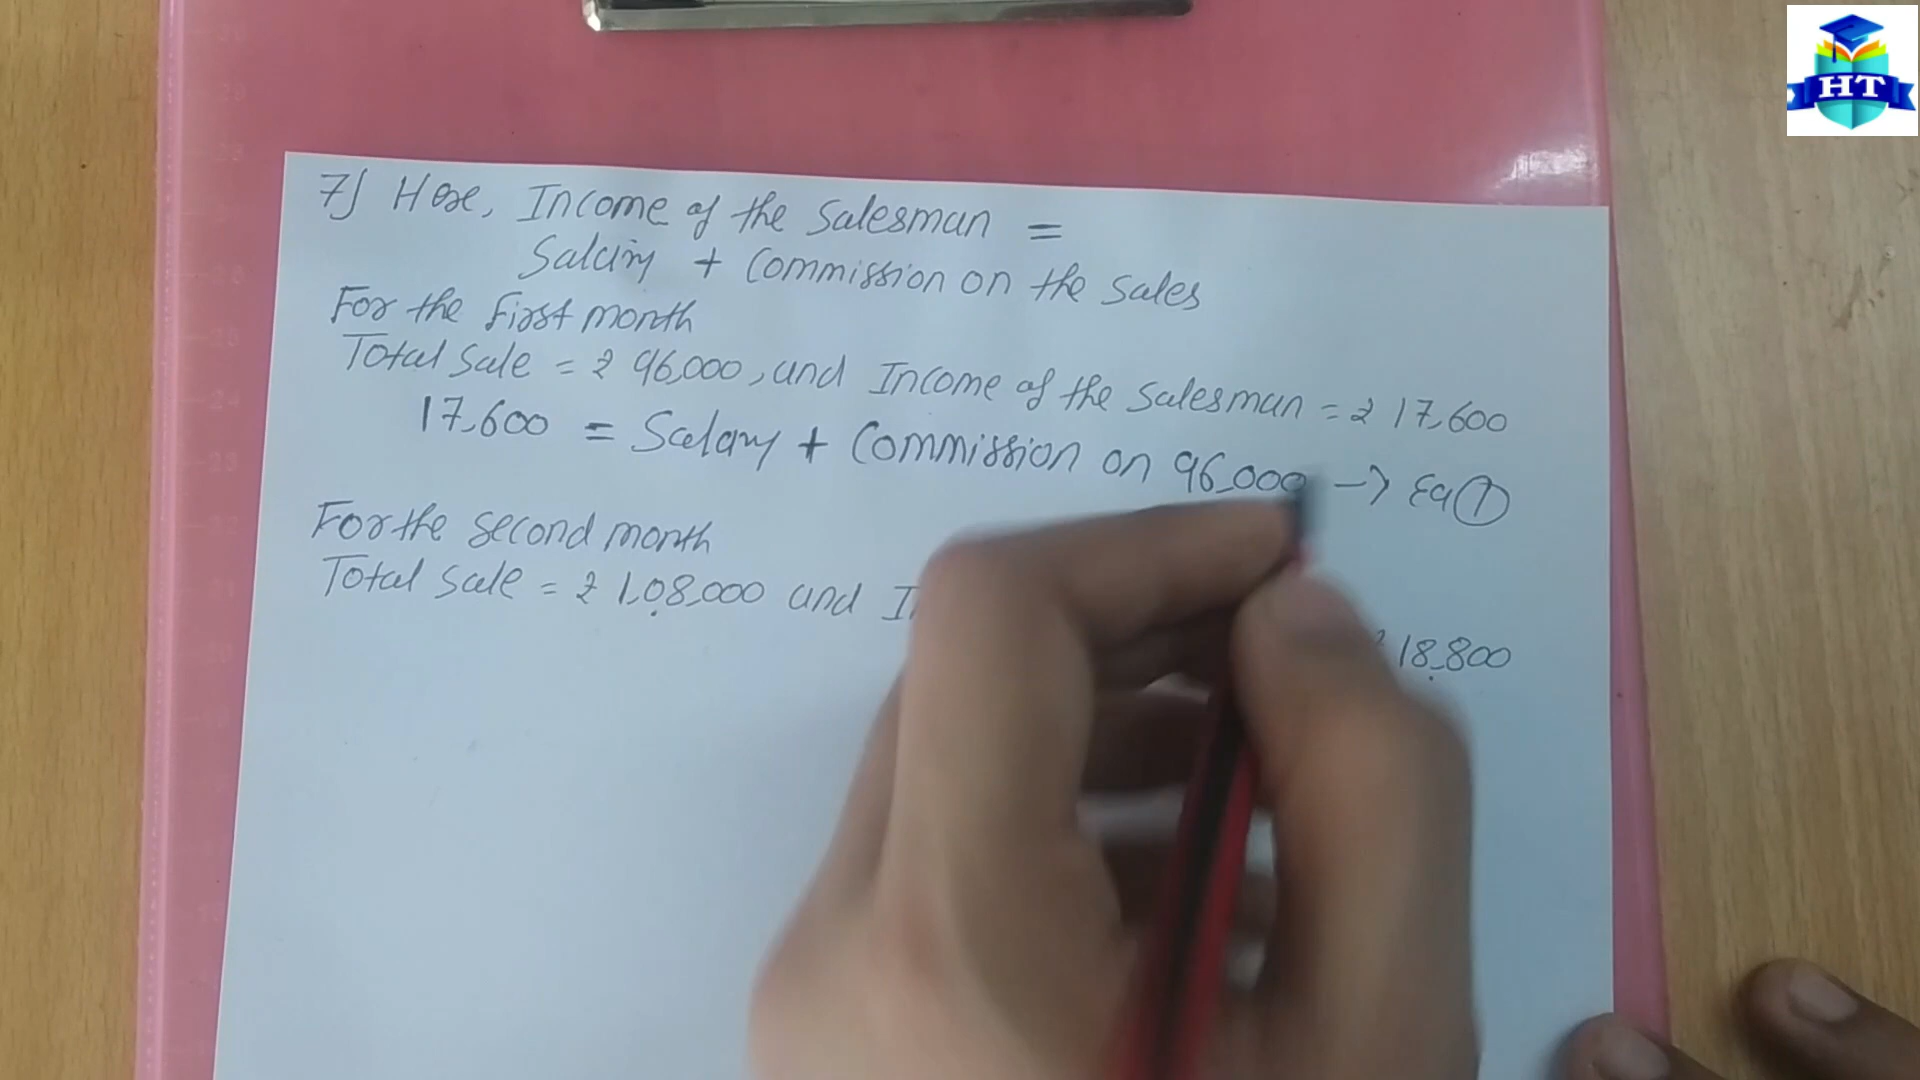 7) Here, Income of the Salesman =
Salary + Commission on the sales
For the first month
Total sale = ₹ 96,000, and Income of the salesman = ₹ 17,600
17,600 = Salary + Commission on 96,000 → Eq ①
For the second month
Total sale = ₹ 1,08,000 and
18,800
HT